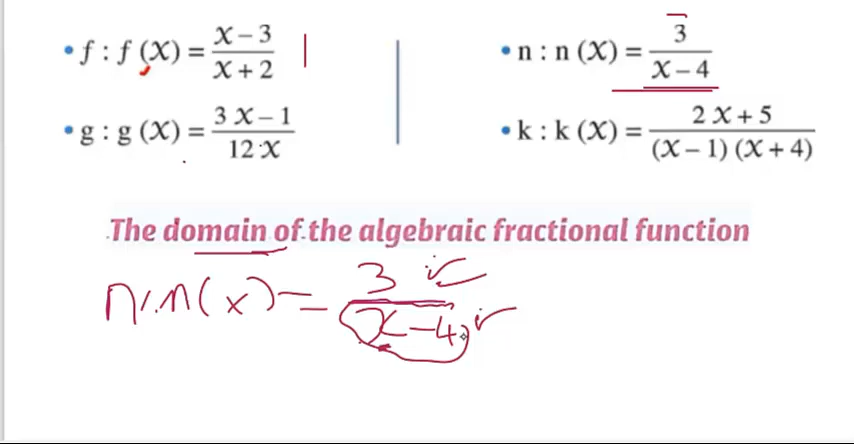 • f : f (X) = (X – 3)/(X + 2)
• g : g (X) = (3 X – 1)/(12 X)
• n : n (X) = 3/(X – 4)
• k : k (X) = (2 X + 5)/((X – 1) (X + 4))
The domain of the algebraic fractional function
n : n(x) = 3/(x – 4)